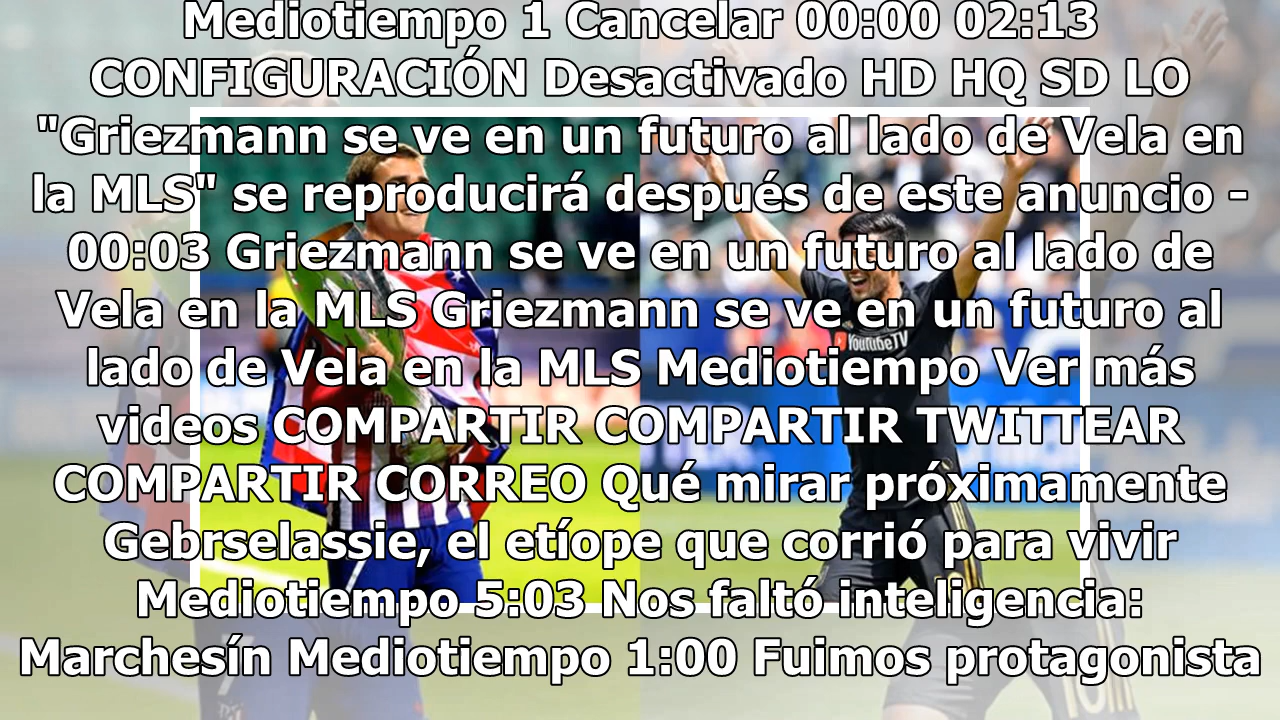 Mediotiempo 1 Cancelar 00:00 02:13
CONFIGURACIÓN Desactivado HD HQ SD LO
"Griezmann se ve en un futuro al lado de Vela en
la MLS" se reproducirá después de este anuncio -
00:03 Griezmann se ve en un futuro al lado de
Vela en la MLS Griezmann se ve en un futuro al
lado de Vela en la MLS Mediotiempo Ver más
videos COMPARTIR COMPARTIR TWITTEAR
COMPARTIR CORREO Qué mirar próximamente
Gebrselassie, el etíope que corrió para vivir
Mediotiempo 5:03 Nos faltó inteligencia:
Marchesín Mediotiempo 1:00 Fuimos protagonista
YouTubeTV